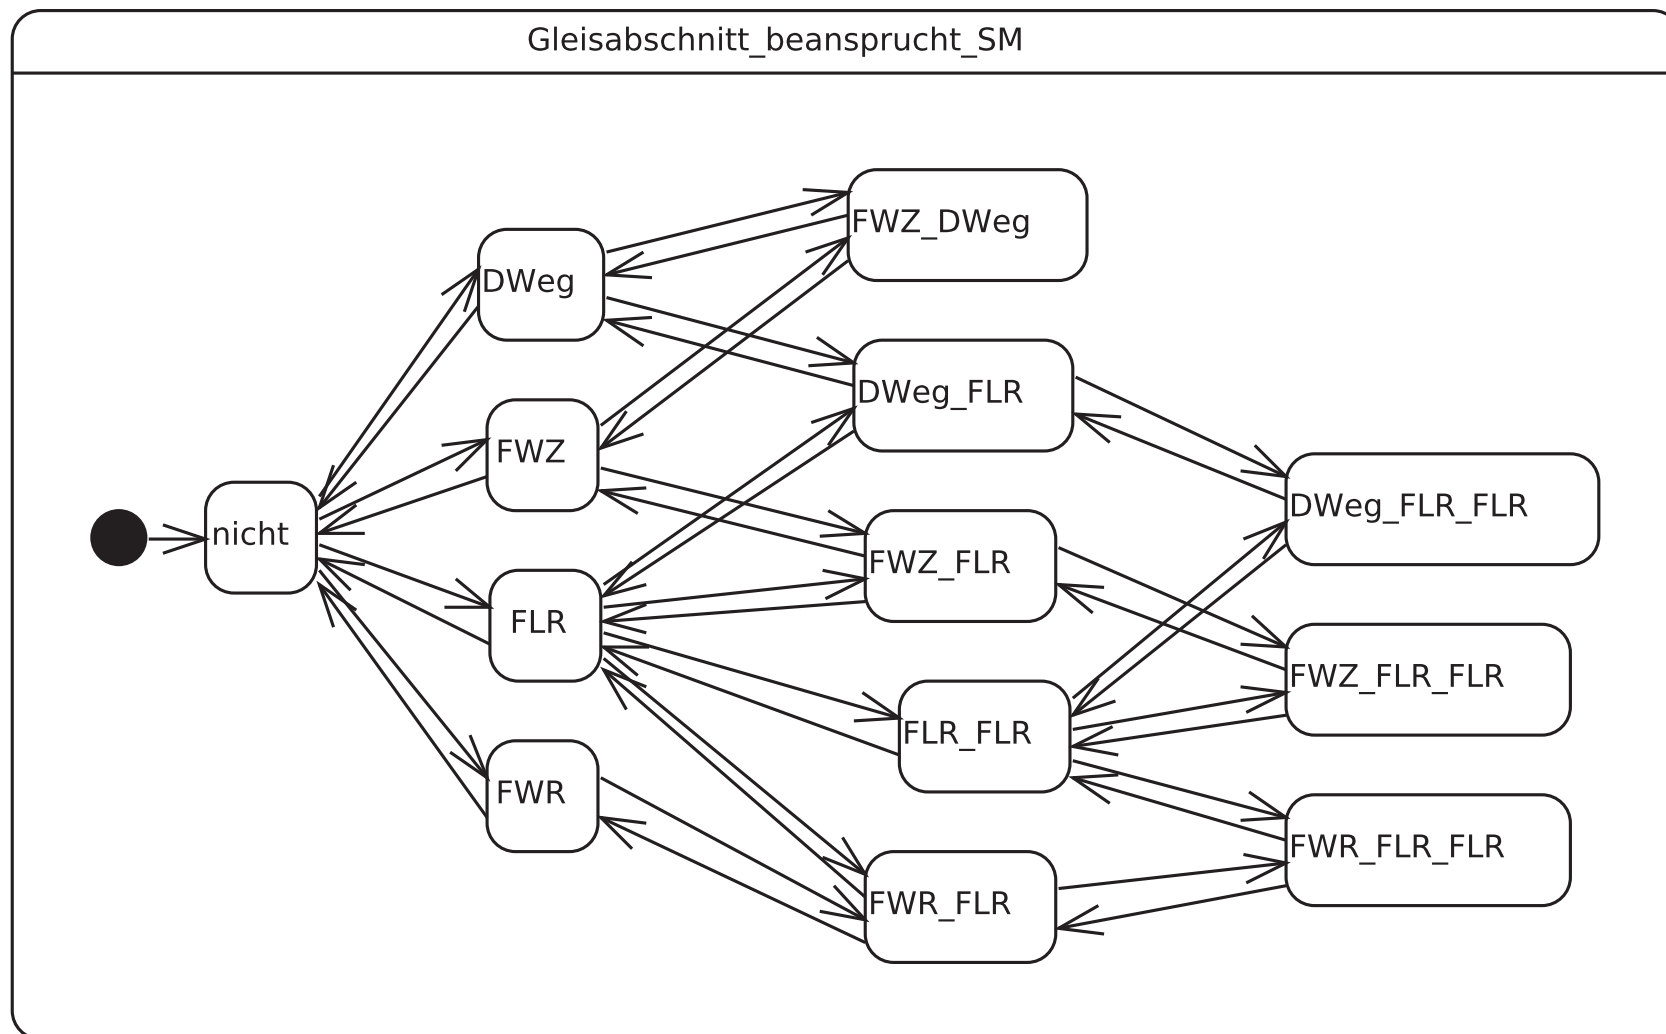 Gleisabschnitt_beansprucht_SM
FWZ_DWeg
DWeg
DWeg_FLR
FWZ
DWeg_FLR_FLR
nicht
FWZ_FLR
FLR
FWZ_FLR_FLR
FLR_FLR
FWR
FWR_FLR_FLR
FWR_FLR